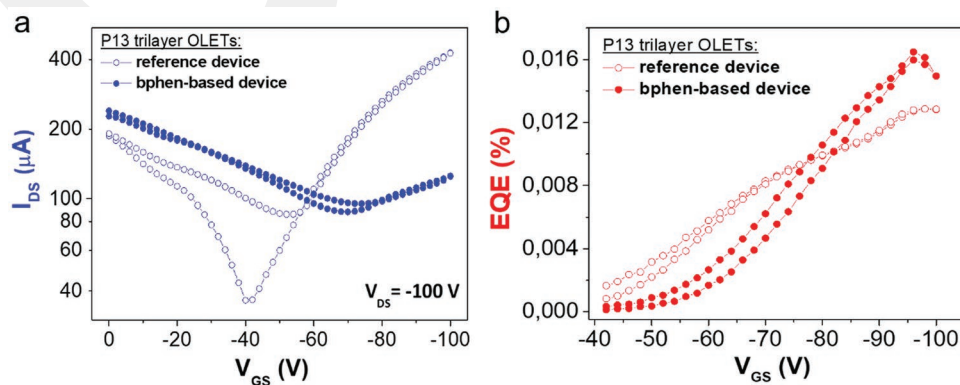 a
P13 trilayer OLETs:
reference device
bphen-based device
400
200
100
80
60
40
I_DS (μA)
V_DS= -100 V
0 -20 -40 -60 -80 -100
V_GS (V)
b
P13 trilayer OLETs:
reference device
bphen-based device
0,016
0,012
0,008
0,004
0,000
EQE (%)
-40 -50 -60 -70 -80 -90 -100
V_GS (V)